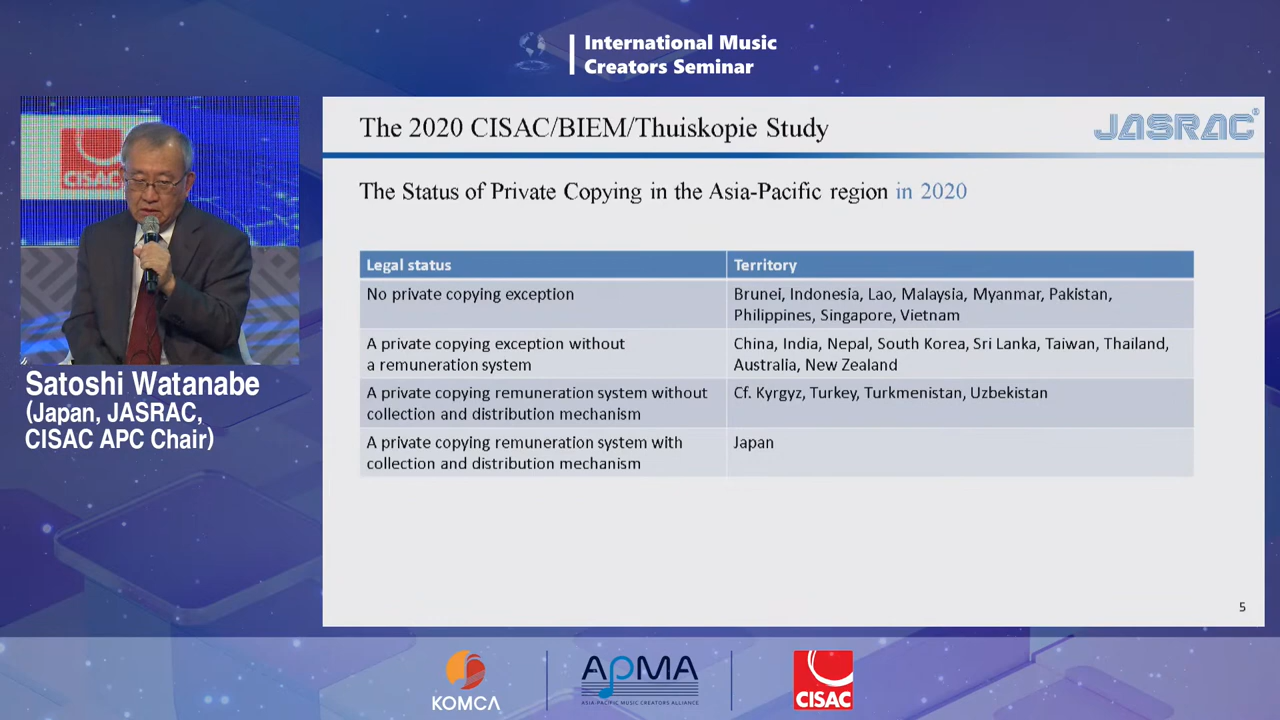 International Music
Creators Seminar
CISAC
Satoshi Watanabe
(Japan, JASRAC,
CISAC APC Chair)
The 2020 CISAC/BIEM/Thuiskopie Study
JASRAC®
The Status of Private Copying in the Asia-Pacific region in 2020
Legal status
Territory
No private copying exception
Brunei, Indonesia, Lao, Malaysia, Myanmar, Pakistan,
Philippines, Singapore, Vietnam
A private copying exception without
a remuneration system
China, India, Nepal, South Korea, Sri Lanka, Taiwan, Thailand,
Australia, New Zealand
A private copying remuneration system without
collection and distribution mechanism
Cf. Kyrgyz, Turkey, Turkmenistan, Uzbekistan
A private copying remuneration system with
collection and distribution mechanism
Japan
5
KOMCA
APMA
ASIA-PACIFIC MUSIC CREATORS ALLIANCE
CISAC